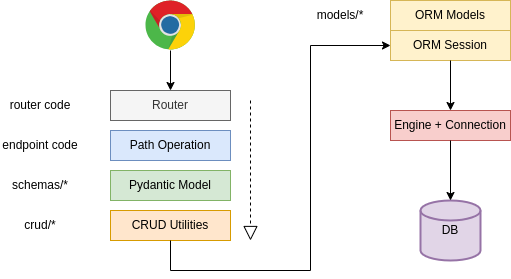 models/*
ORM Models
ORM Session
router code
Router
Engine + Connection
endpoint code
Path Operation
schemas/*
Pydantic Model
crud/*
CRUD Utilities
DB